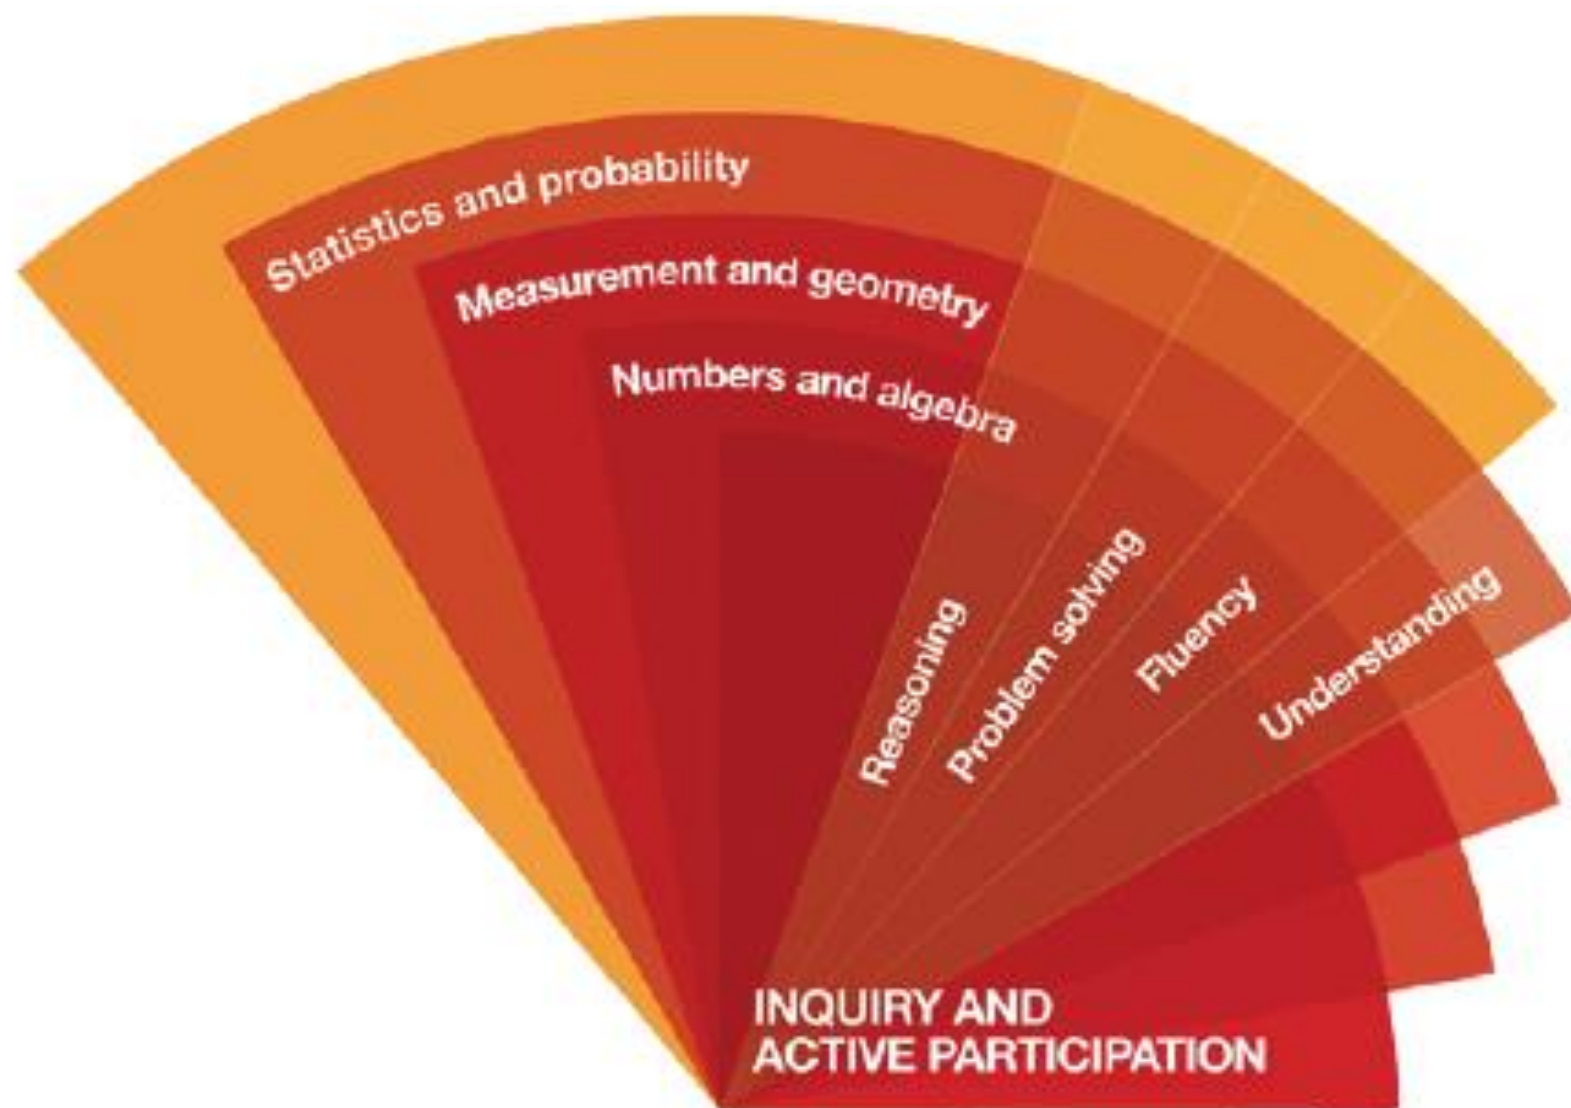 Statistics and probability
Measurement and geometry
Numbers and algebra
Reasoning
Problem solving
Fluency
Understanding
INQUIRY AND
ACTIVE PARTICIPATION